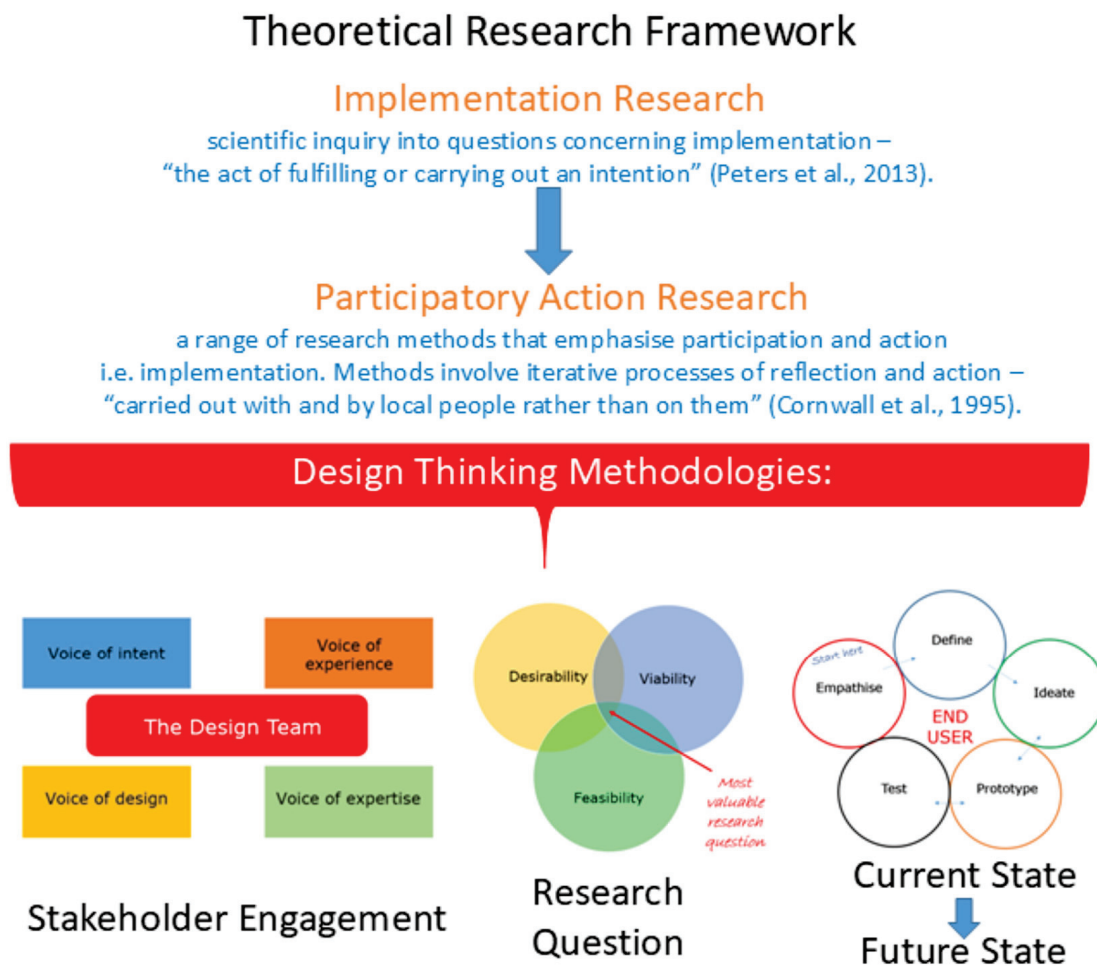 Theoretical Research Framework
Implementation Research
scientific inquiry into questions concerning implementation –
“the act of fulfilling or carrying out an intention” (Peters et al., 2013).
Participatory Action Research
a range of research methods that emphasise participation and action
i.e. implementation. Methods involve iterative processes of reflection and action –
“carried out with and by local people rather than on them” (Cornwall et al., 1995).
Design Thinking Methodologies:
Voice of intent
Voice of
experience
The Design Team
Voice of design
Voice of expertise
Stakeholder Engagement
Desirability
Viability
Feasibility
Most
valuable
research
question
Research
Question
Start here
Empathise
Define
Ideate
END
USER
Test
Prototype
Current State
Future State